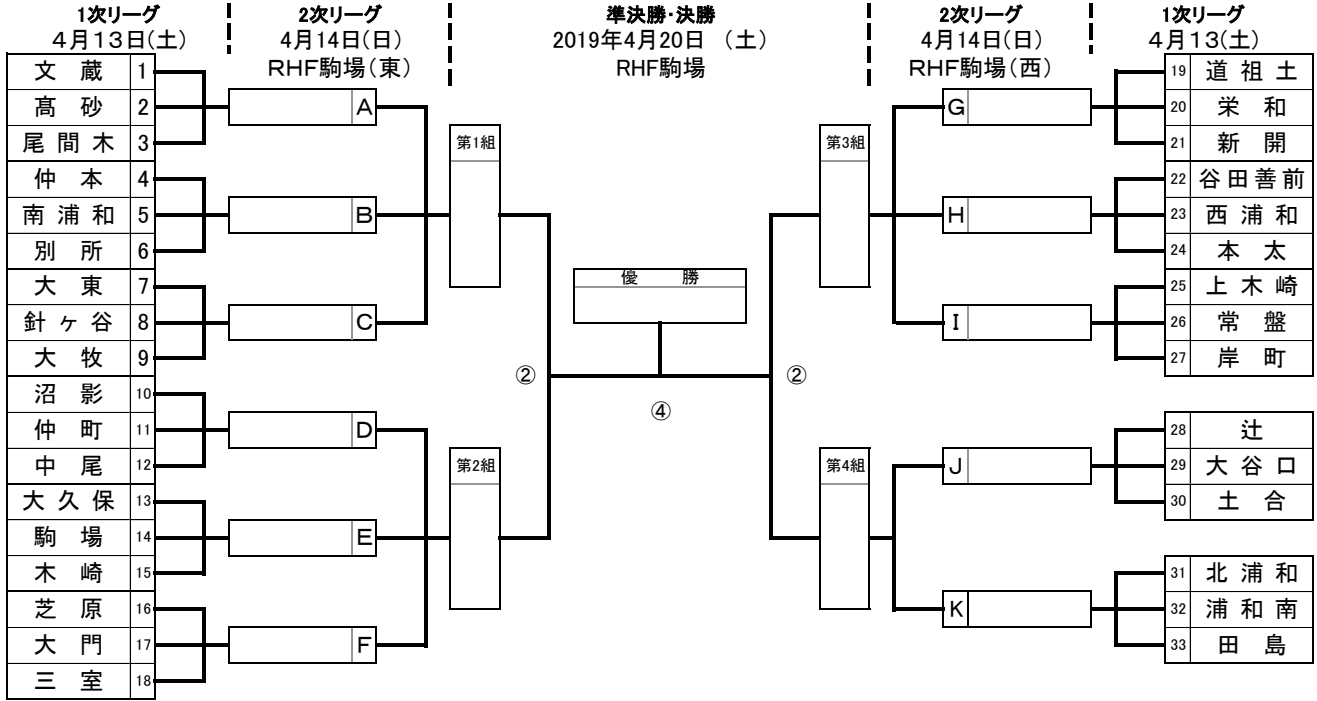 1次リーグ
4月13日(土)
2次リーグ
4月14日(日)
RHF駒場(東)
準決勝・決勝
2019年4月20日 (土)
RHF駒場
2次リーグ
4月14日(日)
RHF駒場(西)
1次リーグ
4月13(土)
文蔵 1
髙砂 2
尾間木 3
仲本 4
南浦和 5
別所 6
大東 7
針ヶ谷 8
大牧 9
沼影 10
仲町 11
中尾 12
大久保 13
駒場 14
木崎 15
芝原 16
大門 17
三室 18
A
B
C
D
E
F
第1組
第2組
②
優勝
④
②
第3組
第4組
G
H
I
J
K
19 道祖土
20 栄和
21 新開
22 谷田善前
23 西浦和
24 本太
25 上木崎
26 常盤
27 岸町
28 辻
29 大谷口
30 土合
31 北浦和
32 浦和南
33 田島